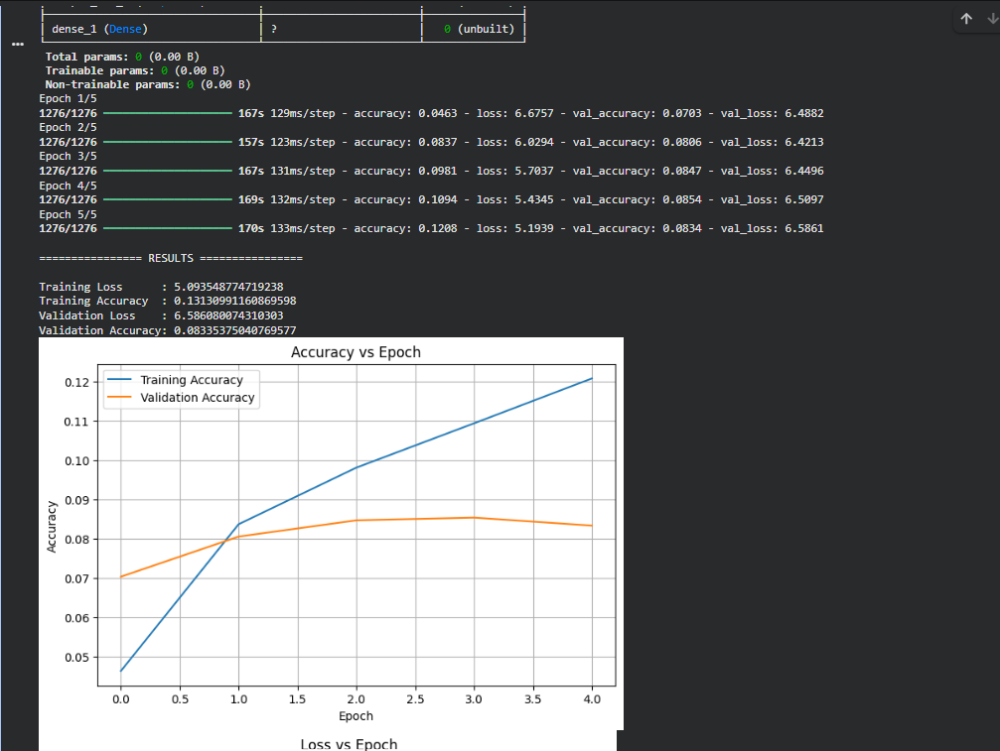 dense_1 (Dense) ? 0 (unbuilt)
Total params: 0 (0.00 B)
Trainable params: 0 (0.00 B)
Non-trainable params: 0 (0.00 B)
Epoch 1/5
1276/1276 167s 129ms/step - accuracy: 0.0463 - loss: 6.6757 - val_accuracy: 0.0703 - val_loss: 6.4882
Epoch 2/5
1276/1276 157s 123ms/step - accuracy: 0.0837 - loss: 6.0294 - val_accuracy: 0.0806 - val_loss: 6.4213
Epoch 3/5
1276/1276 167s 131ms/step - accuracy: 0.0981 - loss: 5.7037 - val_accuracy: 0.0847 - val_loss: 6.4496
Epoch 4/5
1276/1276 169s 132ms/step - accuracy: 0.1094 - loss: 5.4345 - val_accuracy: 0.0854 - val_loss: 6.5097
Epoch 5/5
1276/1276 170s 133ms/step - accuracy: 0.1208 - loss: 5.1939 - val_accuracy: 0.0834 - val_loss: 6.5861
================ RESULTS ================
Training Loss : 5.093548774719238
Training Accuracy : 0.13130991160869598
Validation Loss : 6.586080074310303
Validation Accuracy: 0.08335375040769577
Accuracy vs Epoch
Training Accuracy
Validation Accuracy
0.12
0.11
0.10
0.09
0.08
0.07
0.06
0.05
Accuracy
0.0 0.5 1.0 1.5 2.0 2.5 3.0 3.5 4.0
Epoch
Loss vs Epoch